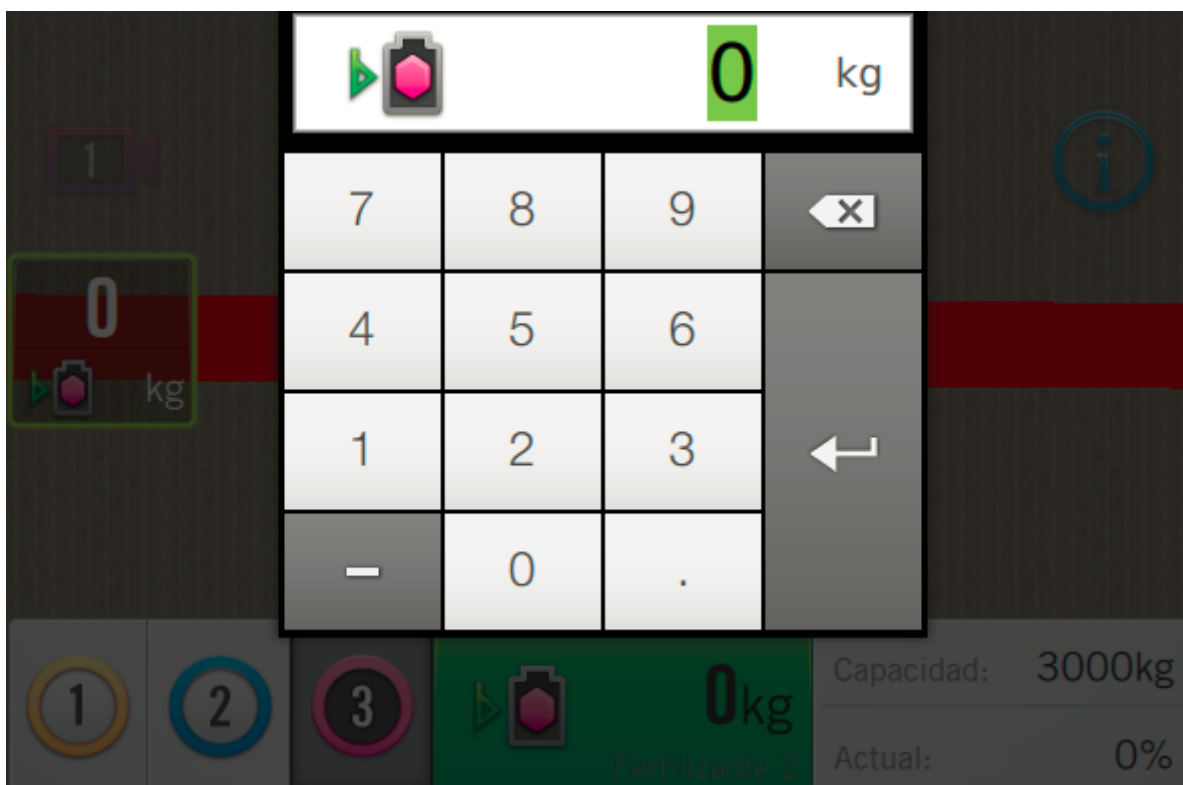 0 kg
1
7 8 9
0
4 5 6
kg
1 2 3
0 .
1 2 3 0kg
Fertilizante 2
Capacidad: 3000kg
Actual: 0%